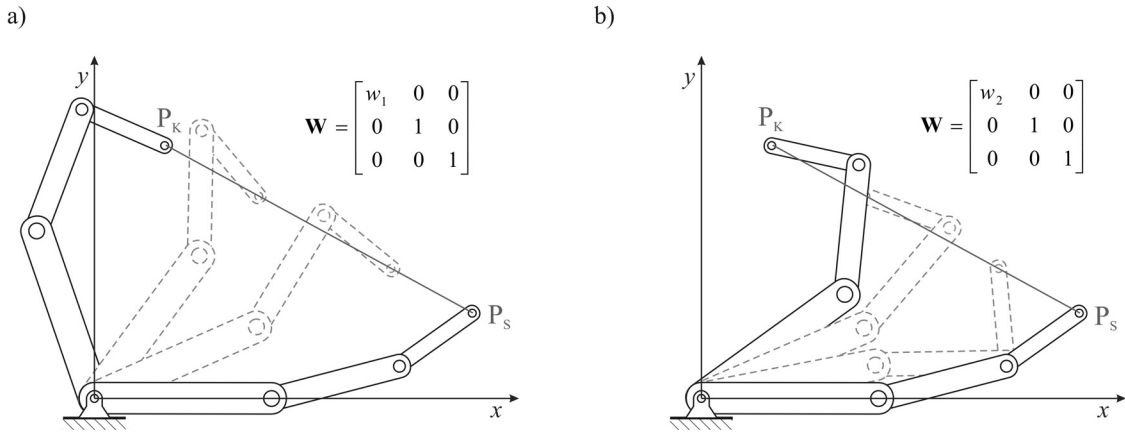 a)
y
P_K
W = [w_1 0 0
0 1 0
0 0 1]
P_S
x
b)
y
P_K
W = [w_2 0 0
0 1 0
0 0 1]
P_S
x